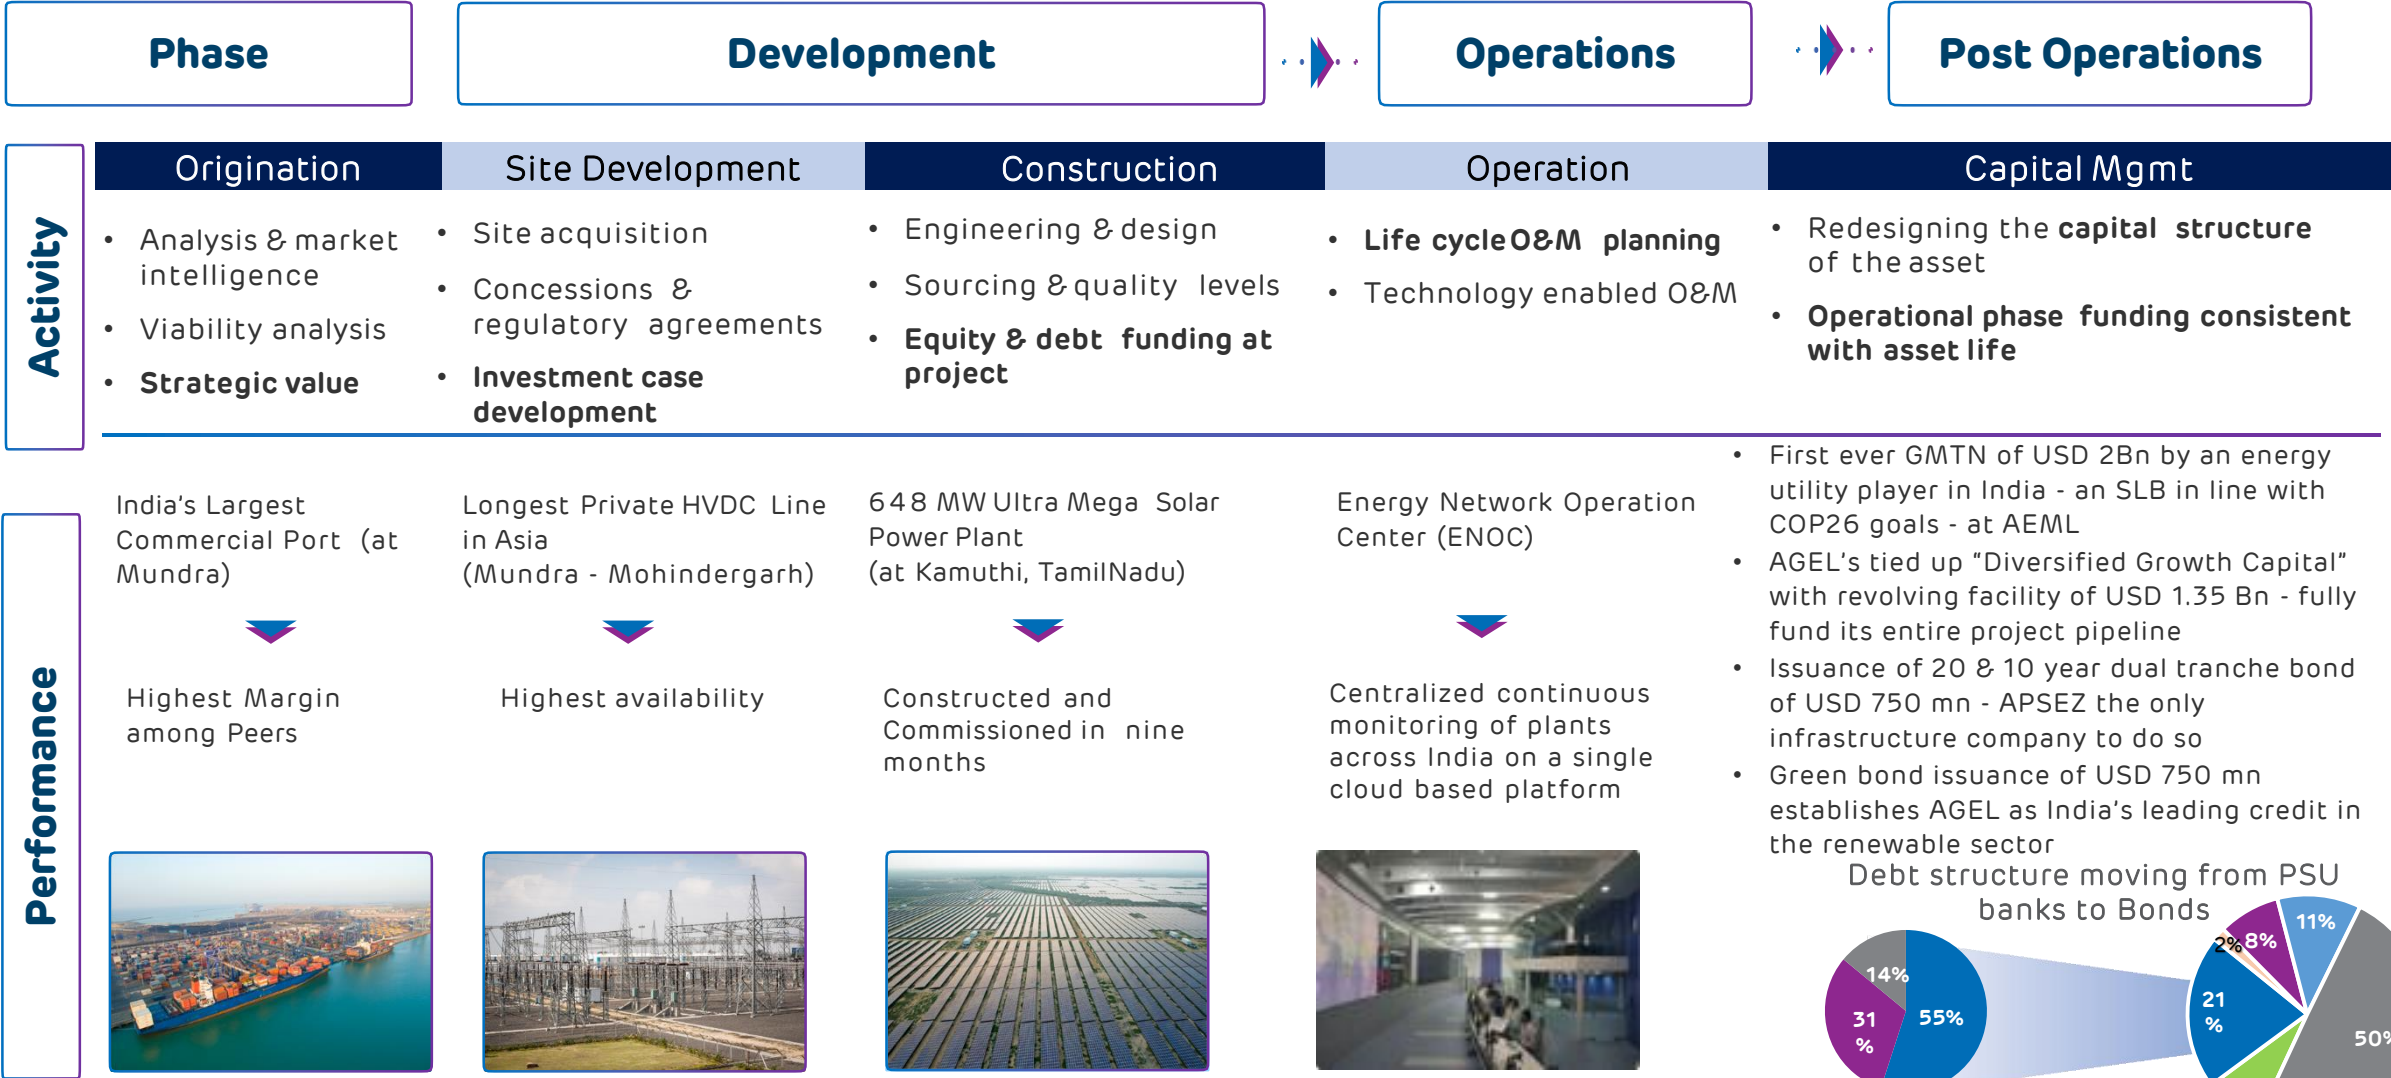 Phase
Development
Operations
Post Operations
Activity
Origination
Site Development
Construction
Operation
Capital Mgmt
• Analysis & market
intelligence
• Viability analysis
• Strategic value
• Site acquisition
• Concessions &
regulatory agreements
• Investment case
development
• Engineering & design
• Sourcing & quality levels
• Equity & debt funding at
project
• Life cycle O&M planning
• Technology enabled O&M
• Redesigning the capital structure
of the asset
• Operational phase funding consistent
with asset life
Performance
India's Largest
Commercial Port (at
Mundra)
Highest Margin
among Peers
Longest Private HVDC Line
in Asia
(Mundra - Mohindergarh)
Highest availability
648 MW Ultra Mega Solar
Power Plant
(at Kamuthi, TamilNadu)
Constructed and
Commissioned in nine
months
Energy Network Operation
Center (ENOC)
Centralized continuous
monitoring of plants
across India on a single
cloud based platform
• First ever GMTN of USD 2Bn by an energy
utility player in India - an SLB in line with
COP26 goals - at AEML
• AGEL's tied up "Diversified Growth Capital"
with revolving facility of USD 1.35 Bn - fully
fund its entire project pipeline
• Issuance of 20 & 10 year dual tranche bond
of USD 750 mn - APSEZ the only
infrastructure company to do so
• Green bond issuance of USD 750 mn
establishes AGEL as India's leading credit in
the renewable sector
Debt structure moving from PSU
banks to Bonds
14%
31
%
55%
2%
8%
11%
21
%
50%